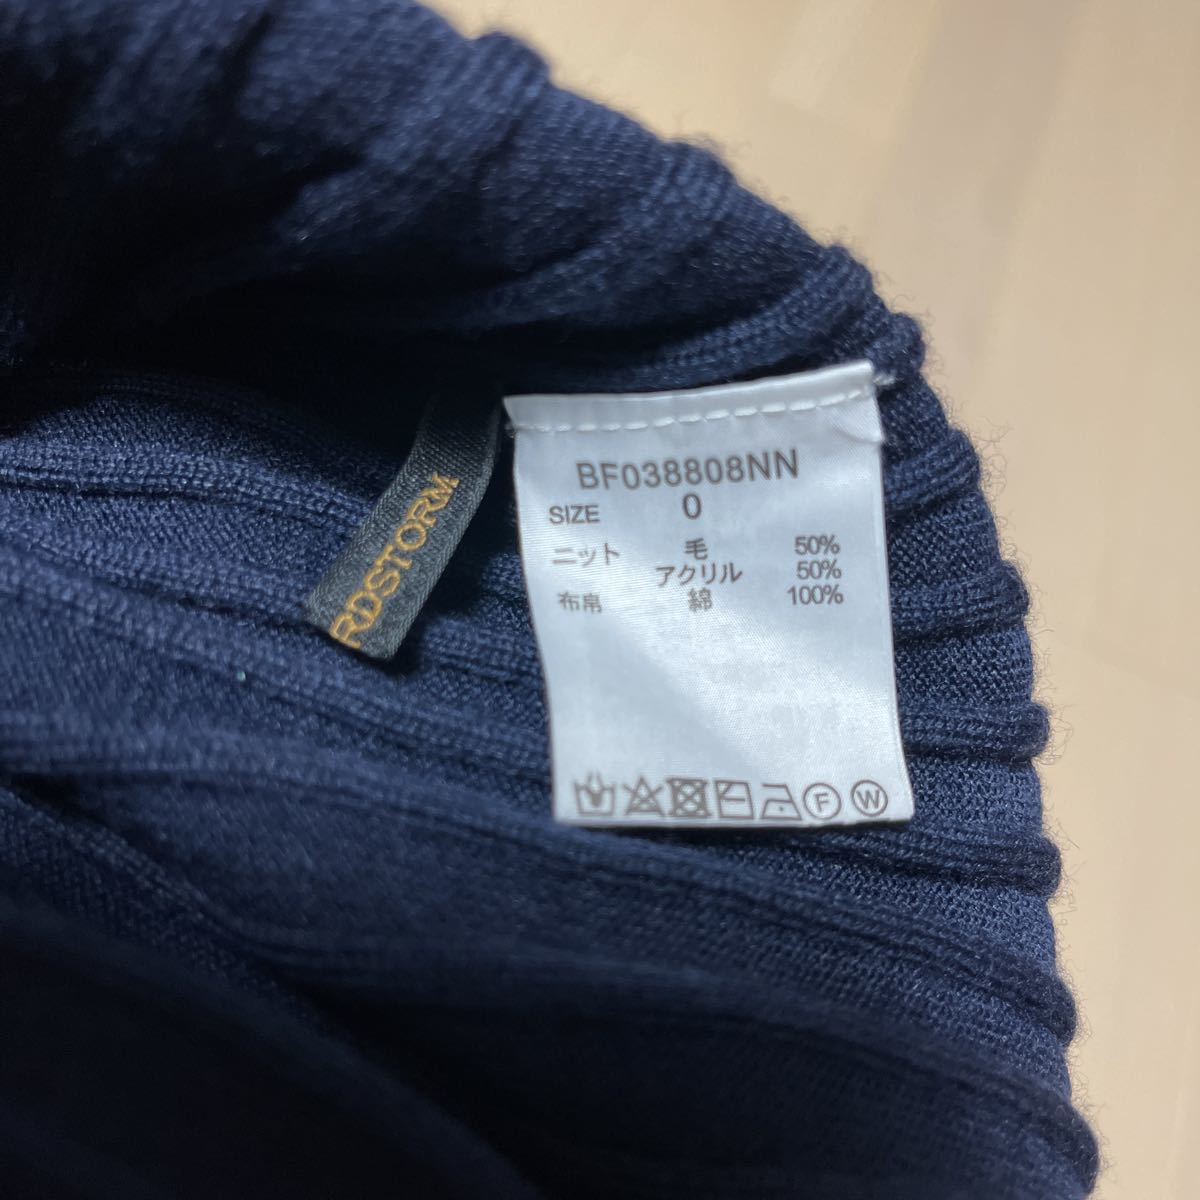 RDSTORM
BF038808NN
SIZE 0
ニット 毛 50%
アクリル 50%
布帛 綿 100%
F W